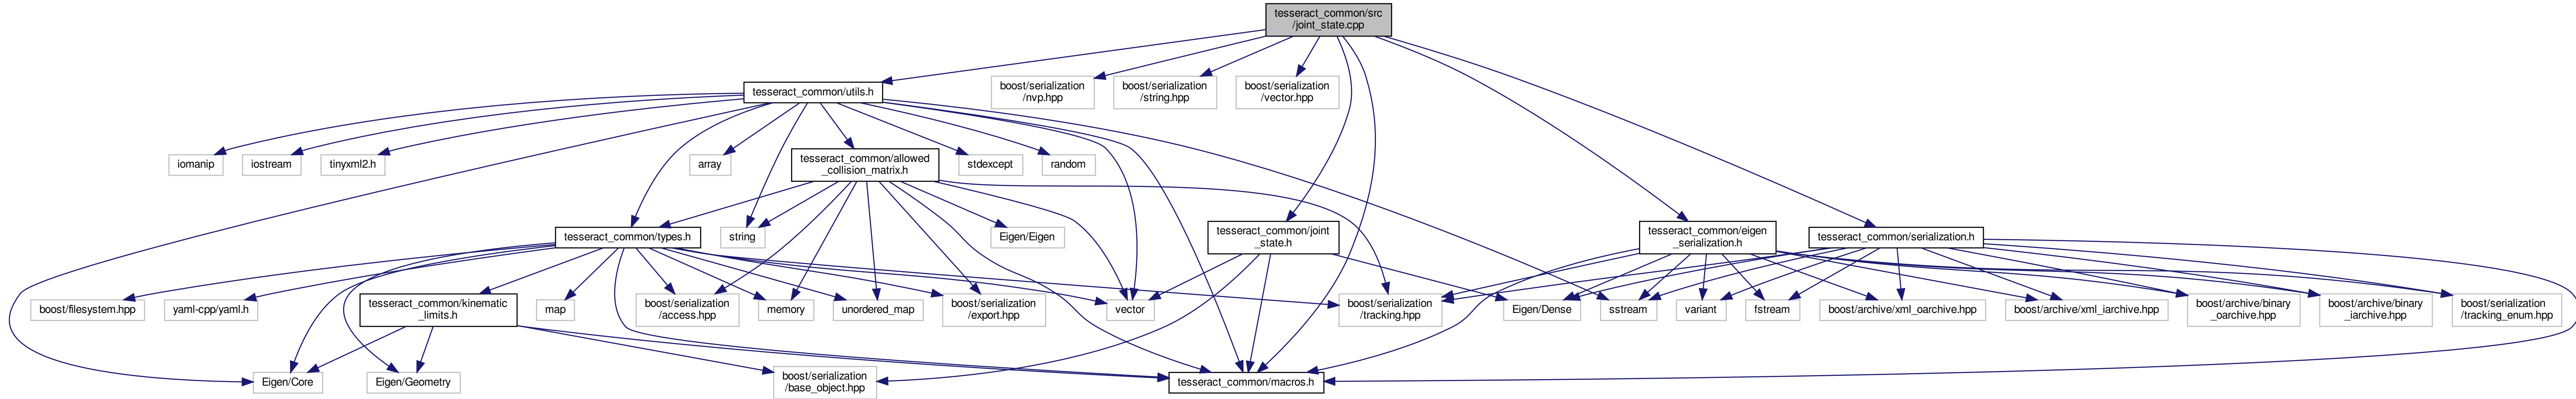 tesseract_common/src
/joint_state.cpp
tesseract_common/utils.h
boost/serialization
/nvp.hpp
boost/serialization
/string.hpp
boost/serialization
/vector.hpp
iomanip
iostream
tinyxml2.h
array
tesseract_common/allowed
_collision_matrix.h
stdexcept
random
tesseract_common/types.h
string
Eigen/Eigen
tesseract_common/joint
_state.h
tesseract_common/eigen
_serialization.h
tesseract_common/serialization.h
boost/filesystem.hpp
yaml-cpp/yaml.h
tesseract_common/kinematic
_limits.h
map
boost/serialization
/access.hpp
memory
unordered_map
boost/serialization
/export.hpp
vector
boost/serialization
/tracking.hpp
Eigen/Dense
sstream
variant
fstream
boost/archive/xml_oarchive.hpp
boost/archive/xml_iarchive.hpp
boost/archive/binary
_oarchive.hpp
boost/archive/binary
_iarchive.hpp
boost/serialization
/tracking_enum.hpp
Eigen/Core
Eigen/Geometry
boost/serialization
/base_object.hpp
tesseract_common/macros.h